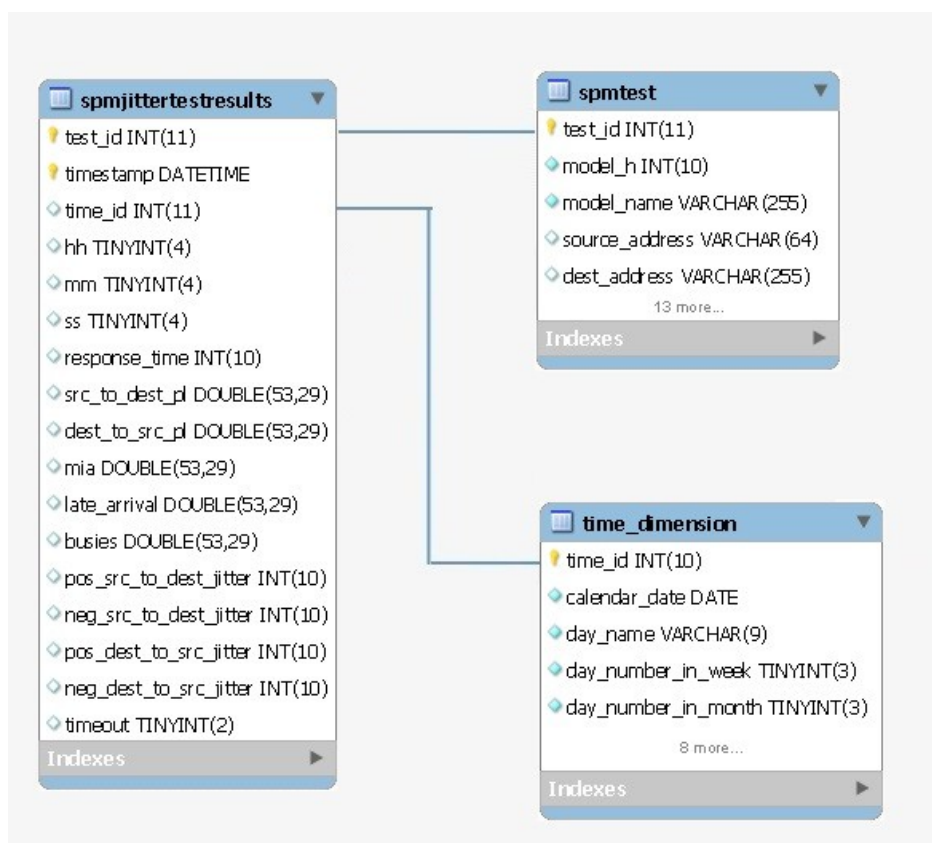 spmjittertestresults
test_id INT(11)
timestamp DATETIME
time_id INT(11)
hh TINYINT(4)
mm TINYINT(4)
ss TINYINT(4)
response_time INT(10)
src_to_dest_pl DOUBLE(53,29)
dest_to_src_pl DOUBLE(53,29)
mia DOUBLE(53,29)
late_arrival DOUBLE(53,29)
busies DOUBLE(53,29)
pos_src_to_dest_jitter INT(10)
neg_src_to_dest_jitter INT(10)
pos_dest_to_src_jitter INT(10)
neg_dest_to_src_jitter INT(10)
timeout TINYINT(2)
Indexes
spmtest
test_id INT(11)
model_h INT(10)
model_name VARCHAR(255)
source_address VARCHAR(64)
dest_address VARCHAR(255)
13 more...
Indexes
time_dimension
time_id INT(10)
calendar_date DATE
day_name VARCHAR(9)
day_number_in_week TINYINT(3)
day_number_in_month TINYINT(3)
8 more...
Indexes